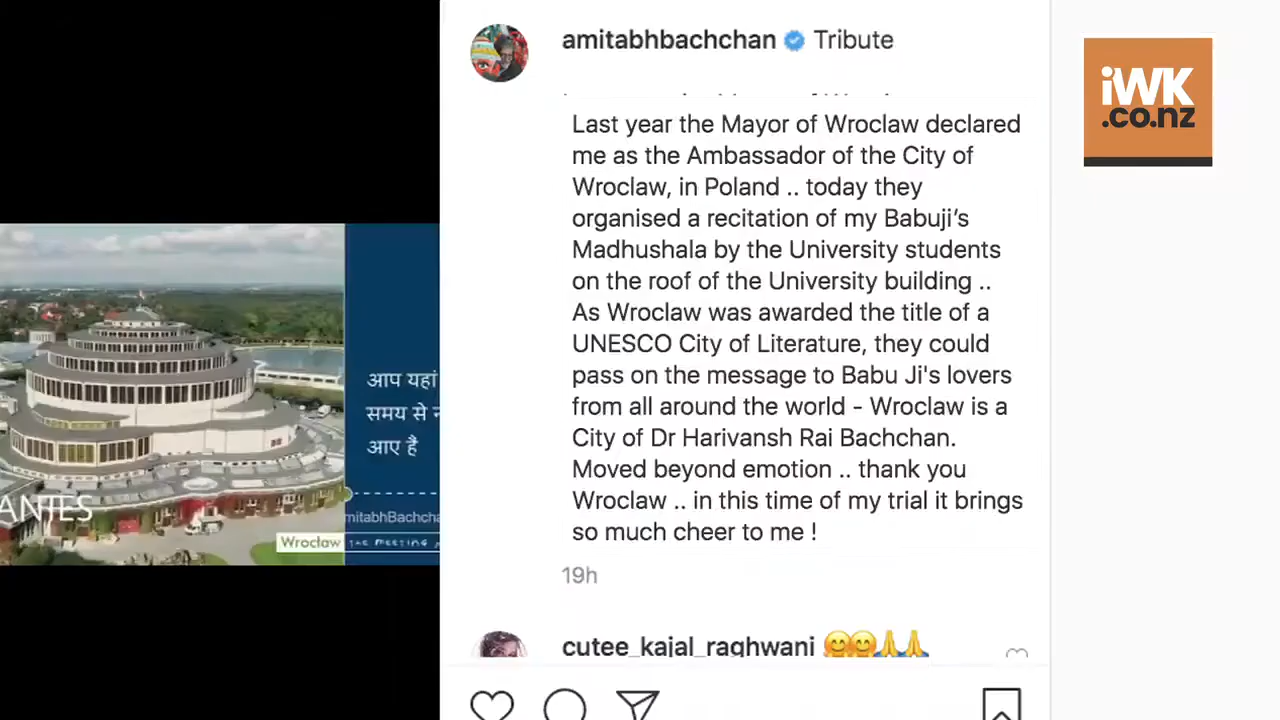 amitabhbachchan Tribute
iWK
.co.nz
Last year the Mayor of Wroclaw declared
me as the Ambassador of the City of
Wroclaw, in Poland .. today they
organised a recitation of my Babuji’s
Madhushala by the University students
on the roof of the University building ..
As Wroclaw was awarded the title of a
UNESCO City of Literature, they could
pass on the message to Babu Ji's lovers
from all around the world - Wroclaw is a
City of Dr Harivansh Rai Bachchan.
Moved beyond emotion .. thank you
Wroclaw .. in this time of my trial it brings
so much cheer to me !
19h
cutee_kajal_raghwani 🤗🤗🙏🙏
आप यहां
समय से
आए है
ANTES
mitabhBachcha
Wrocław THE MEETING